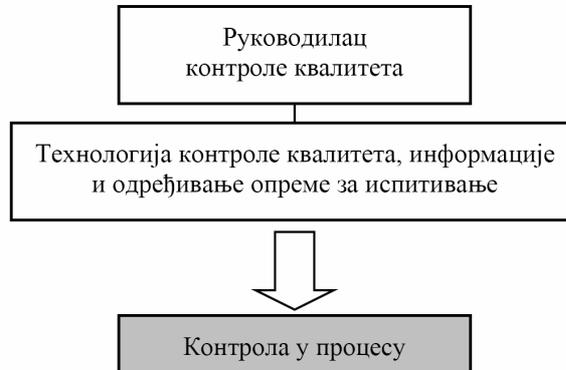 Руководилац
контроле квалитета
Технологија контроле квалитета, информације
и одређивање опреме за испитивање
Контрола у процесу